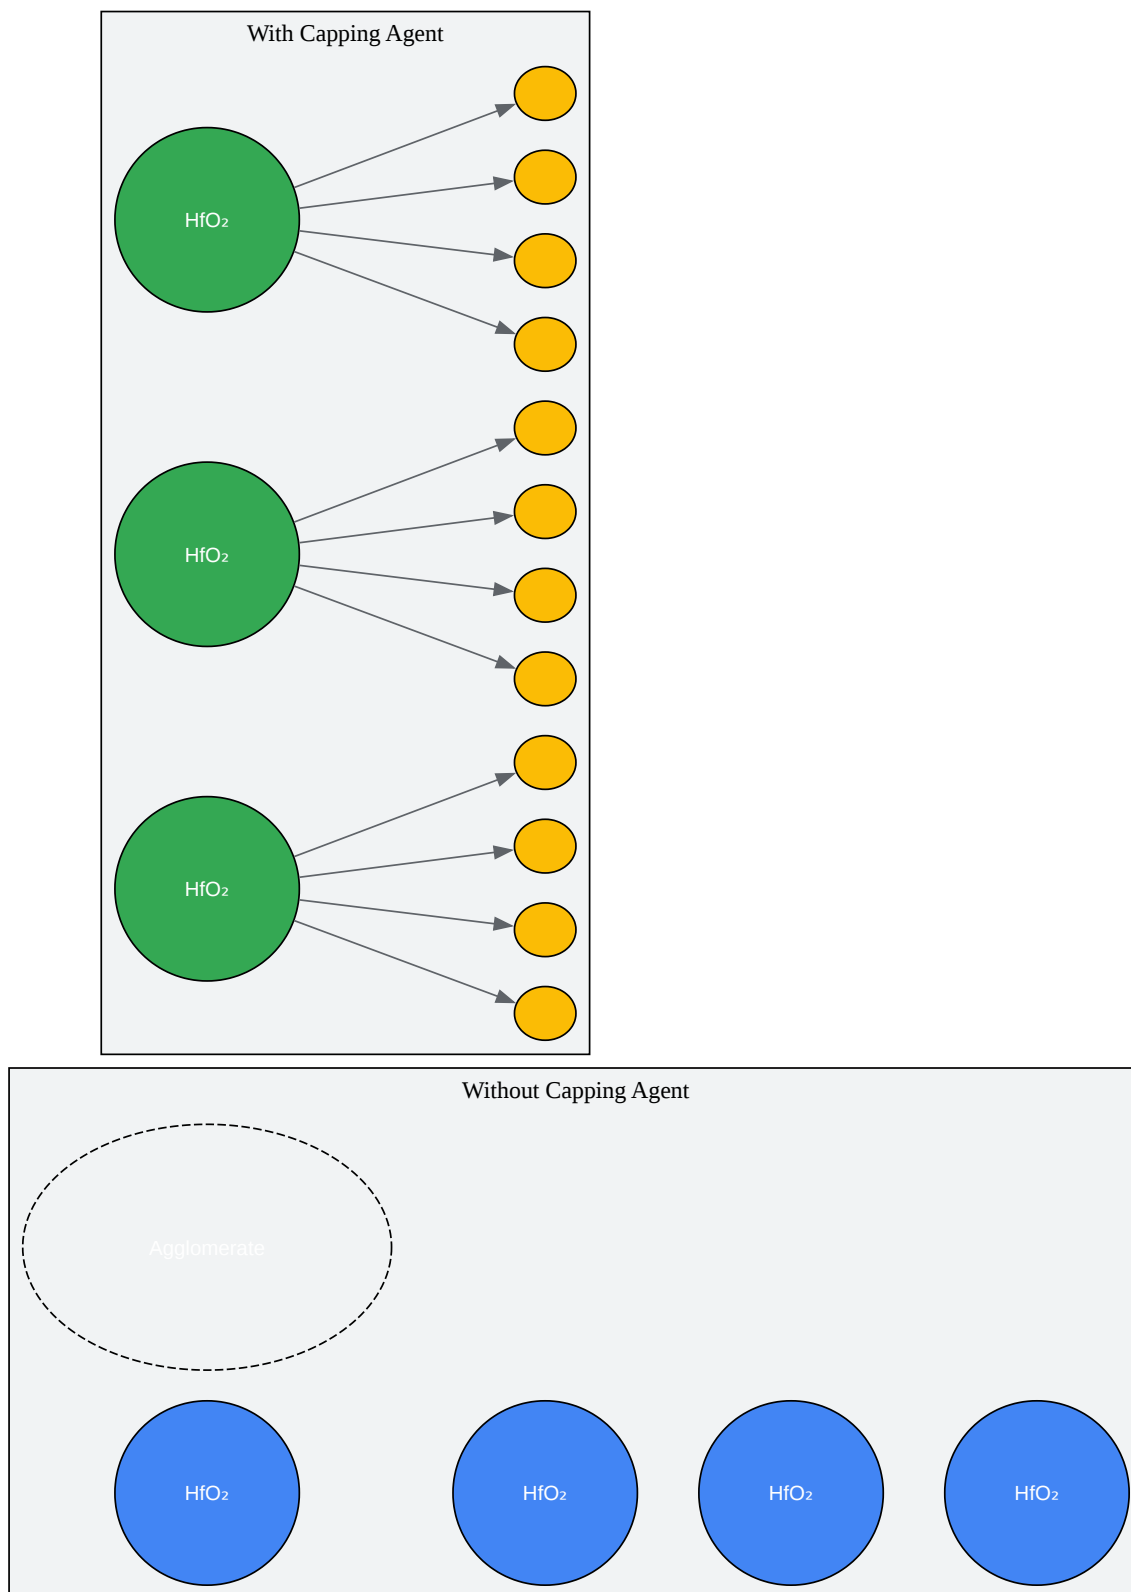 With Capping Agent
HfO₂
HfO₂
HfO₂
Without Capping Agent
Agglomerate
HfO₂
HfO₂
HfO₂
HfO₂